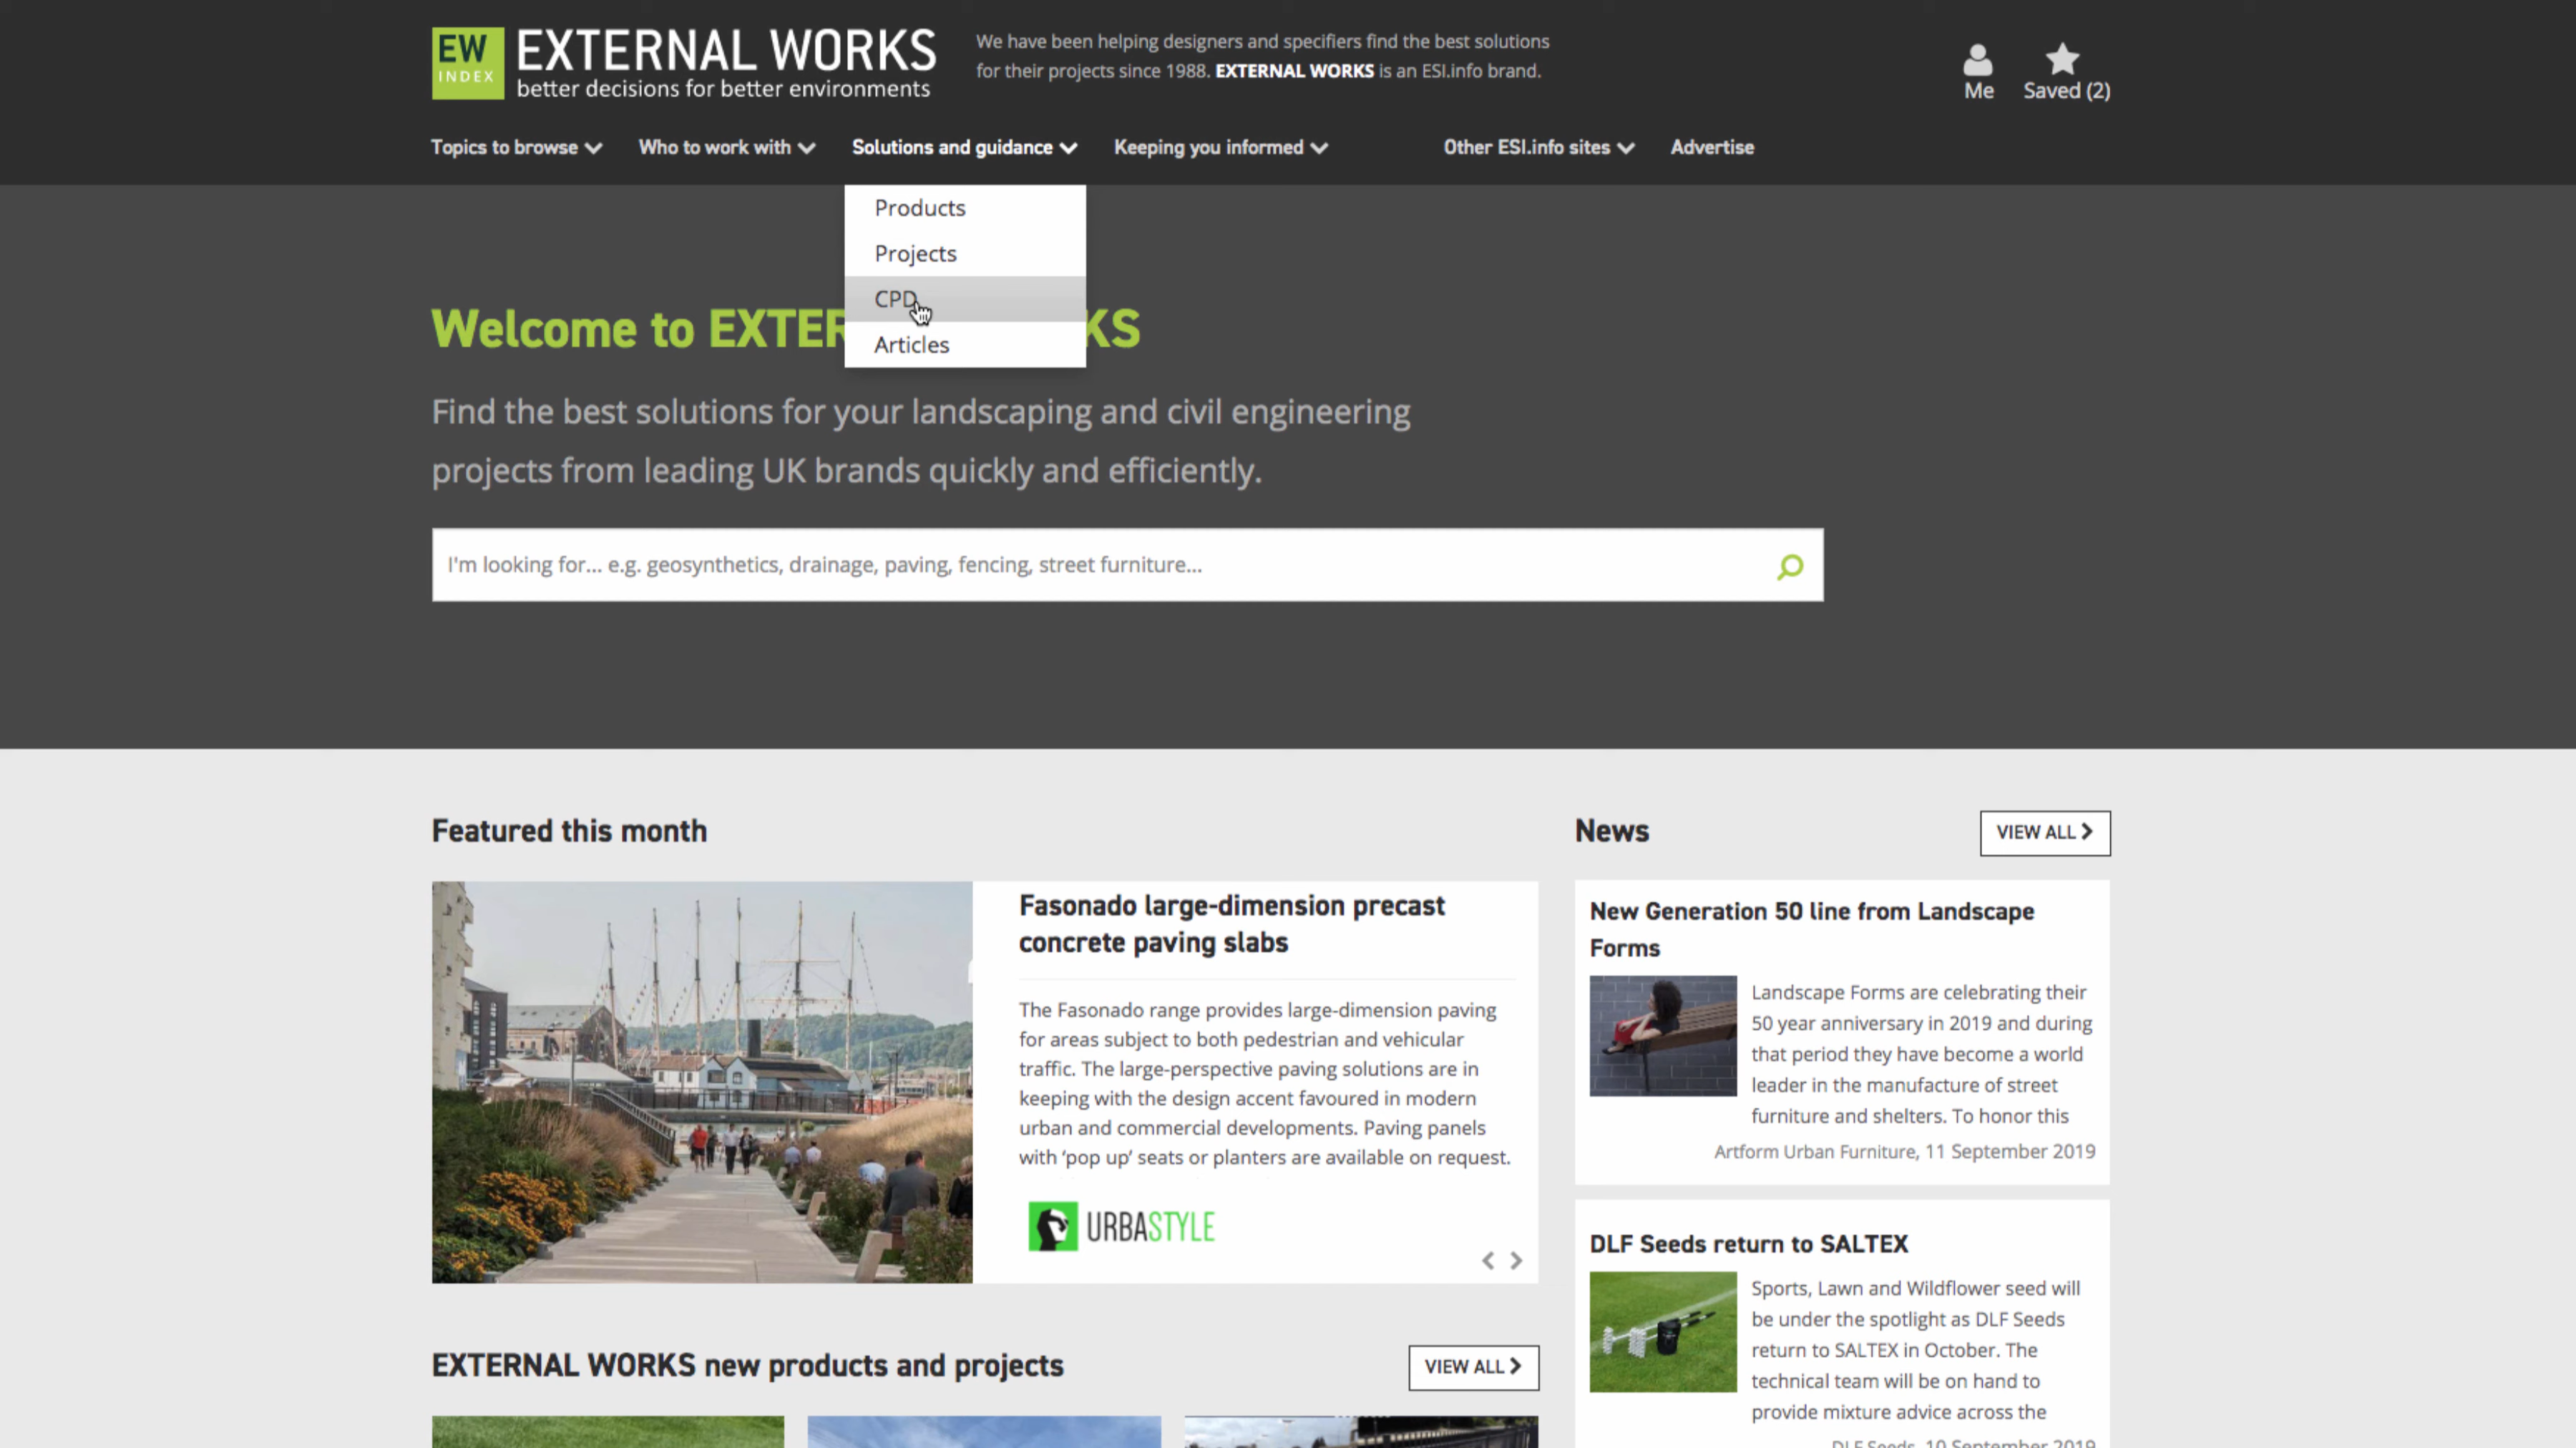 EW
INDEX
EXTERNAL WORKS
better decisions for better environments
We have been helping designers and specifiers find the best solutions
for their projects since 1988. EXTERNAL WORKS is an ESI.info brand.
Me
Saved (2)
Topics to browse
Who to work with
Solutions and guidance
Keeping you informed
Other ESI.info sites
Advertise
Products
Projects
CPD
Articles
Welcome to EXTER KS
Find the best solutions for your landscaping and civil engineering
projects from leading UK brands quickly and efficiently.
I'm looking for... e.g. geosynthetics, drainage, paving, fencing, street furniture...
Featured this month
Fasonado large-dimension precast
concrete paving slabs
The Fasonado range provides large-dimension paving
for areas subject to both pedestrian and vehicular
traffic. The large-perspective paving solutions are in
keeping with the design accent favoured in modern
urban and commercial developments. Paving panels
with ‘pop up’ seats or planters are available on request.
URBASTYLE
EXTERNAL WORKS new products and projects
VIEW ALL
News
VIEW ALL
New Generation 50 line from Landscape
Forms
Landscape Forms are celebrating their
50 year anniversary in 2019 and during
that period they have become a world
leader in the manufacture of street
furniture and shelters. To honor this
Artform Urban Furniture, 11 September 2019
DLF Seeds return to SALTEX
Sports, Lawn and Wildflower seed will
be under the spotlight as DLF Seeds
return to SALTEX in October. The
technical team will be on hand to
provide mixture advice across the
DLF Seeds, 10 September 2019